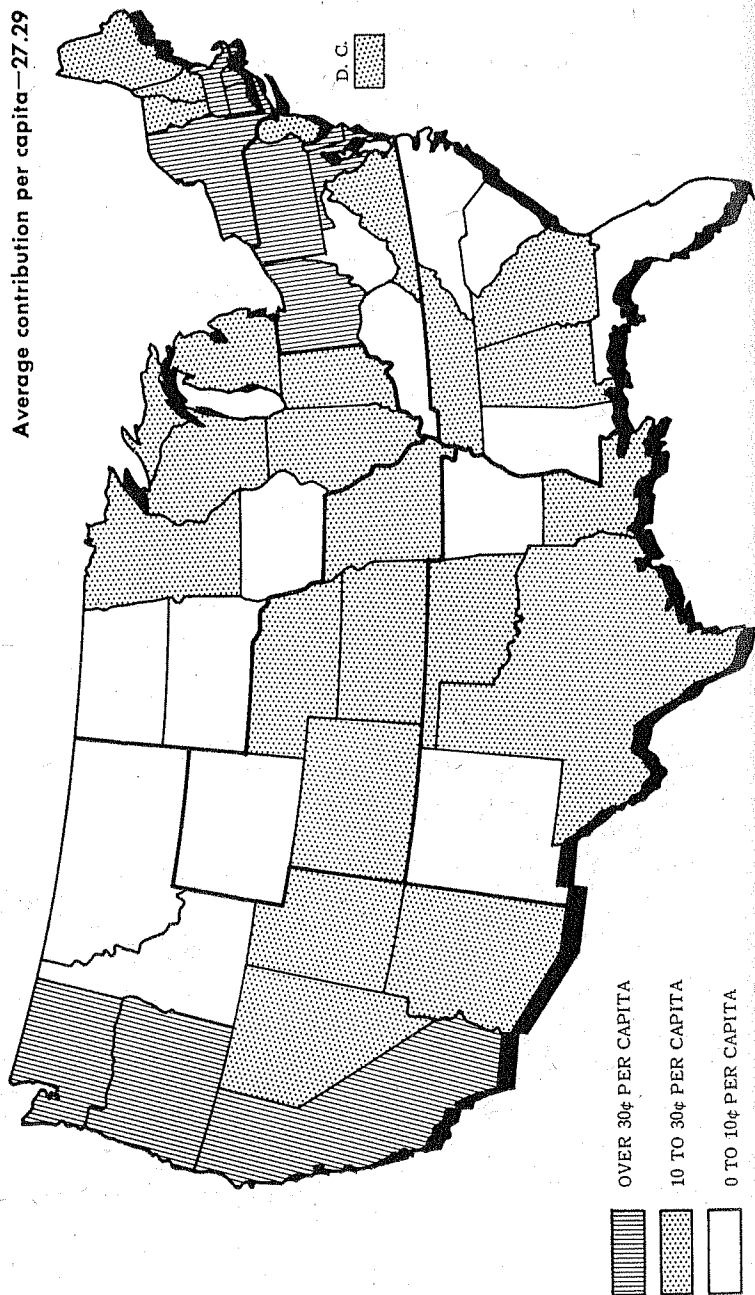 Average contribution per capita—27.29
D. C.
OVER 30¢ PER CAPITA
10 TO 30¢ PER CAPITA
0 TO 10¢ PER CAPITA